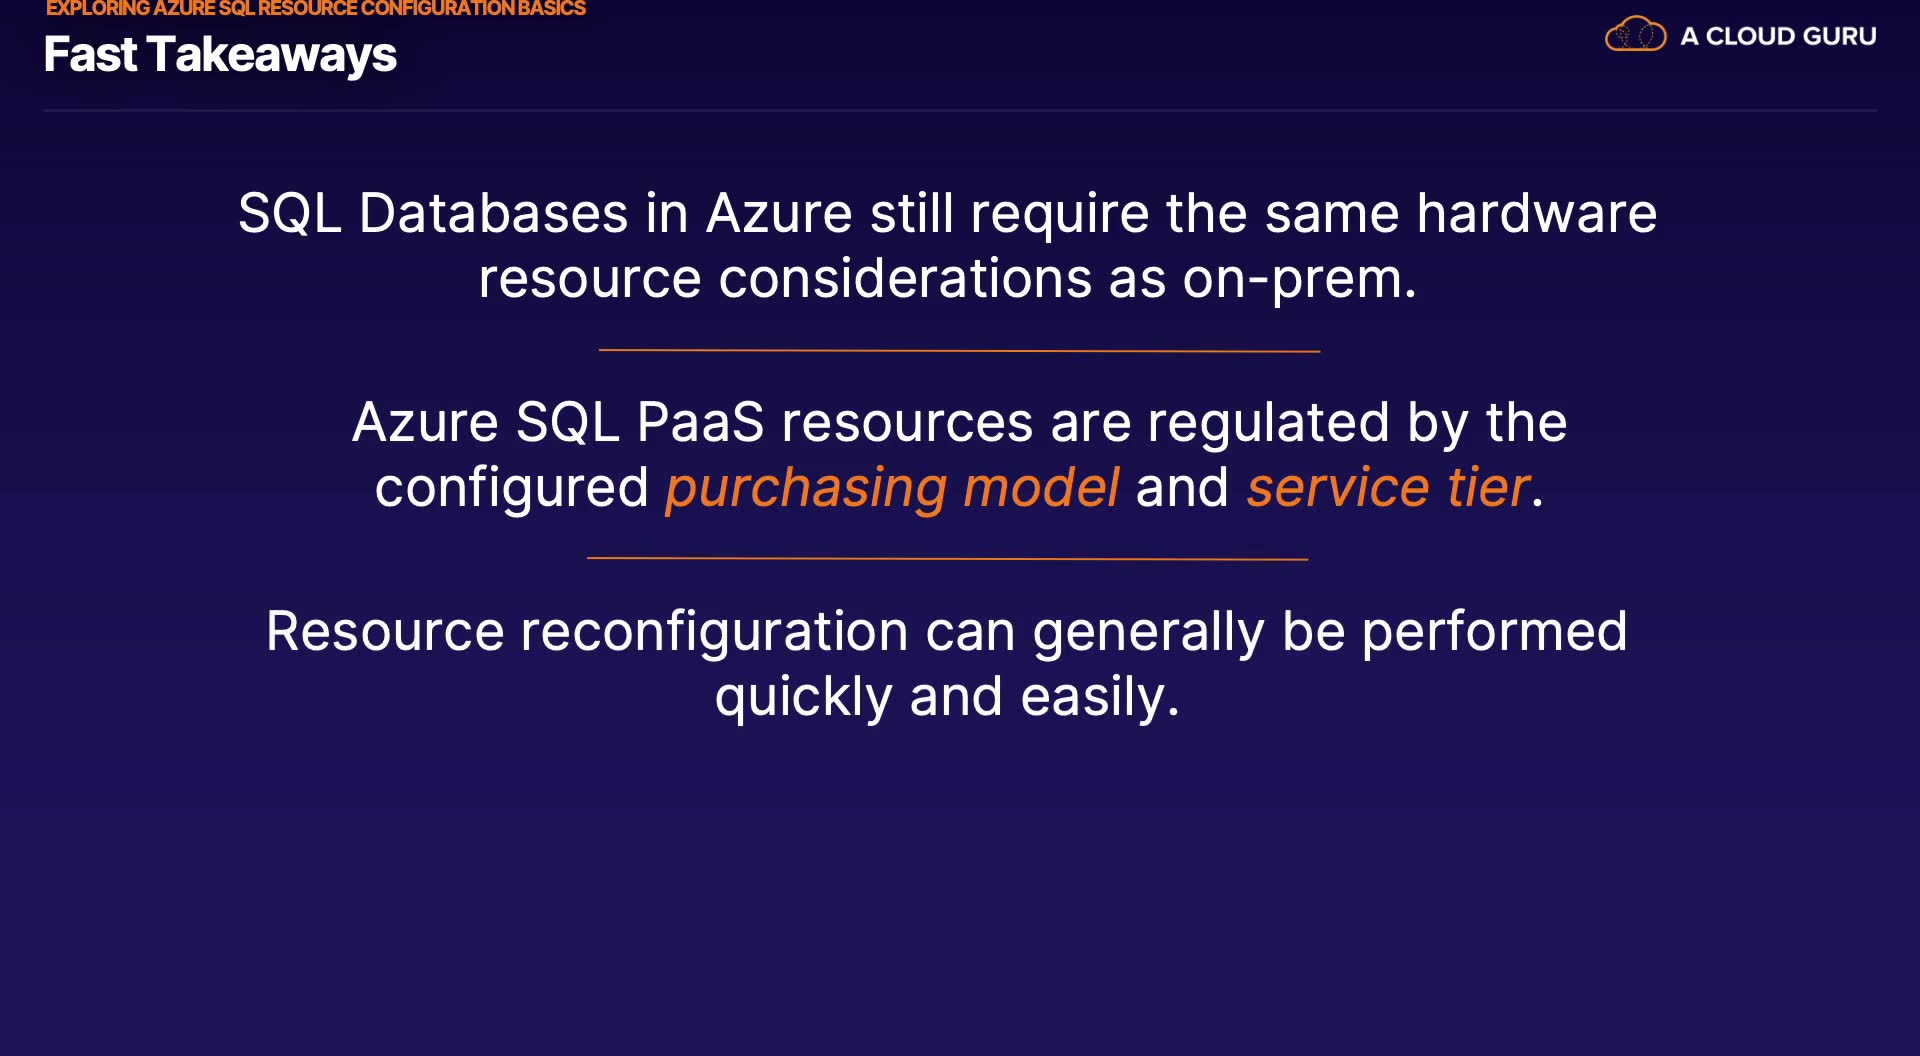 EXPLORING AZURE SQL RESOURCE CONFIGURATION BASICS
Fast Takeaways
A CLOUD GURU
SQL Databases in Azure still require the same hardware
resource considerations as on-prem.
Azure SQL PaaS resources are regulated by the
configured purchasing model and service tier.
Resource reconfiguration can generally be performed
quickly and easily.